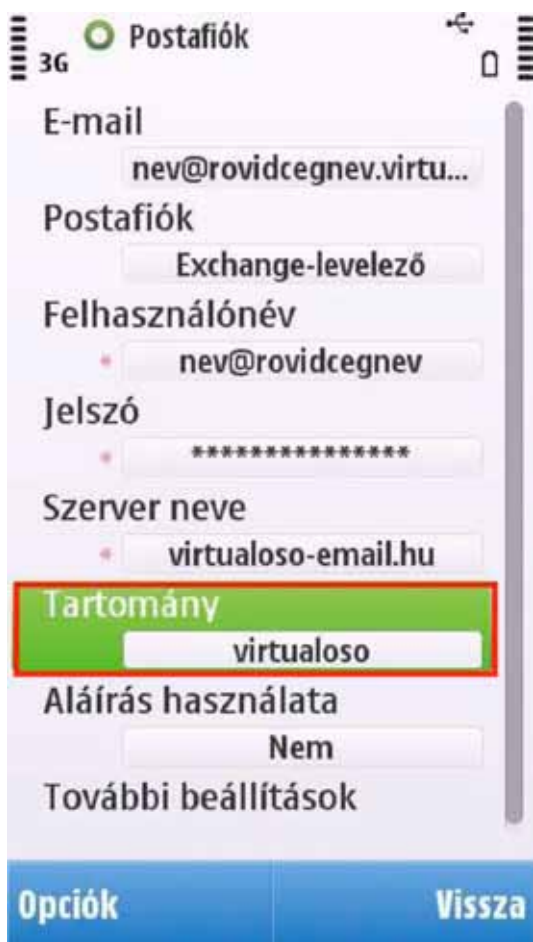 Postafiók
3G
E-mail
nev@rovidcegnev.virtu...
Postafiók
Exchange-levelező
Felhasználónév
* nev@rovidcegnev
Jelszó
* ***************
Szerver neve
* virtualoso-email.hu
Tartomány
virtualoso
Aláírás használata
Nem
További beállítások
Opciók Vissza